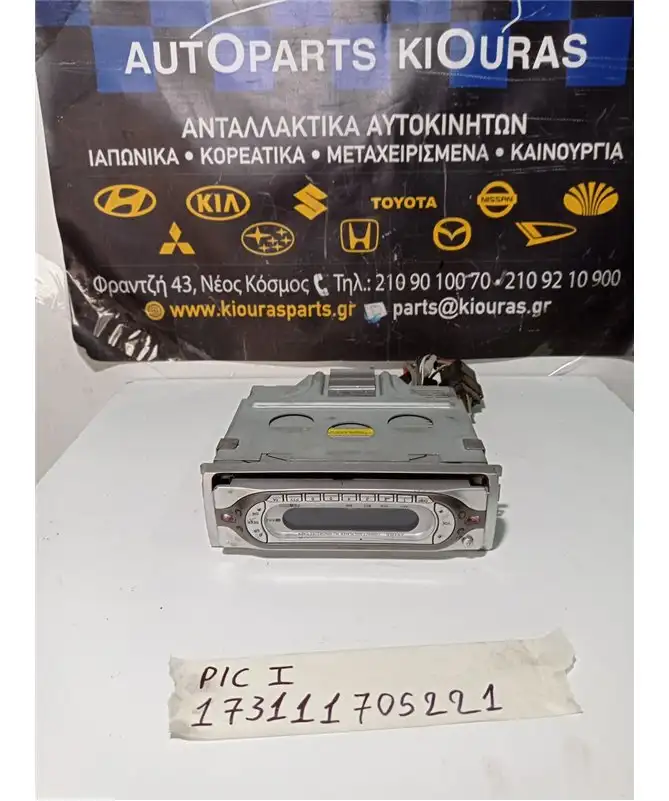 AUTOPARTS KIOURAS
ΑΝΤΑΛΛΑΚΤΙΚΑ ΑΥΤΟΚΙΝΗΤΩΝ
ΙΑΠΩΝΙΚΑ • ΚΟΡΕΑΤΙΚΑ • ΜΕΤΑΧΕΙΡΙΣΜΕΝΑ • ΚΑΙΝΟΥΡΓΙΑ
KIA TOYOTA NISSAN
Φραντζή 43, Νέος Κόσμος Τηλ.: 210 90 100 70 - 210 92 10 900
www.kiourasparts.gr parts@kiouras.gr
PIC I
173111705221